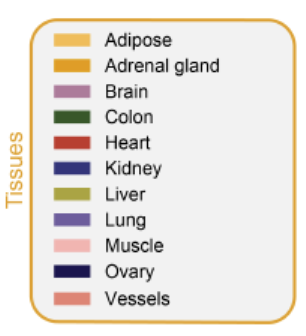 Tissues
Adipose
Adrenal gland
Brain
Colon
Heart
Kidney
Liver
Lung
Muscle
Ovary
Vessels